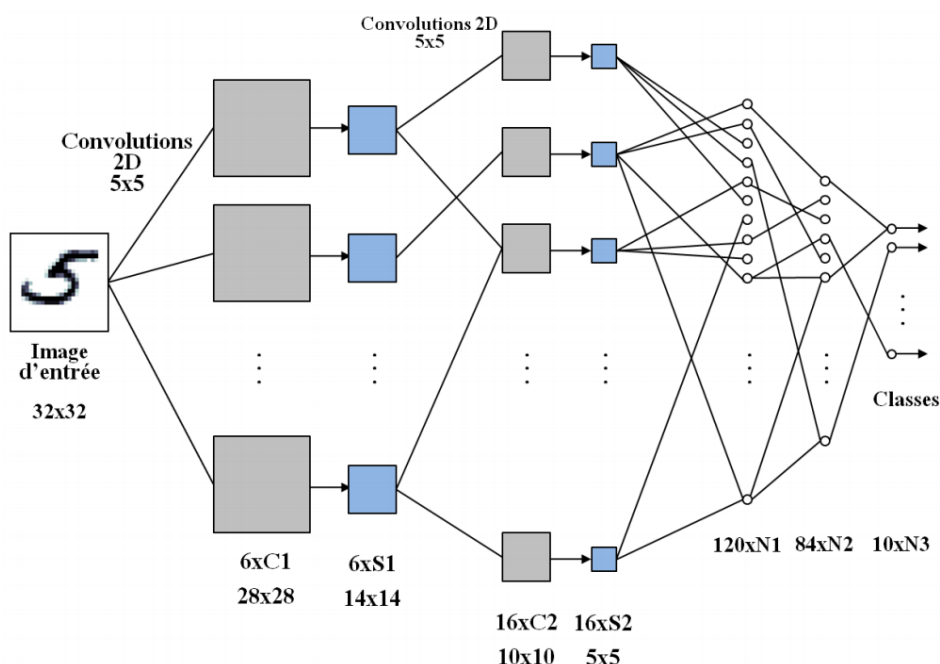 Convolutions 2D
5x5
Convolutions
2D
5x5
Image
d'entrée
32x32
Classes
6xC1
28x28
6xS1
14x14
16xC2
10x10
16xS2
5x5
120xN1
84xN2
10xN3